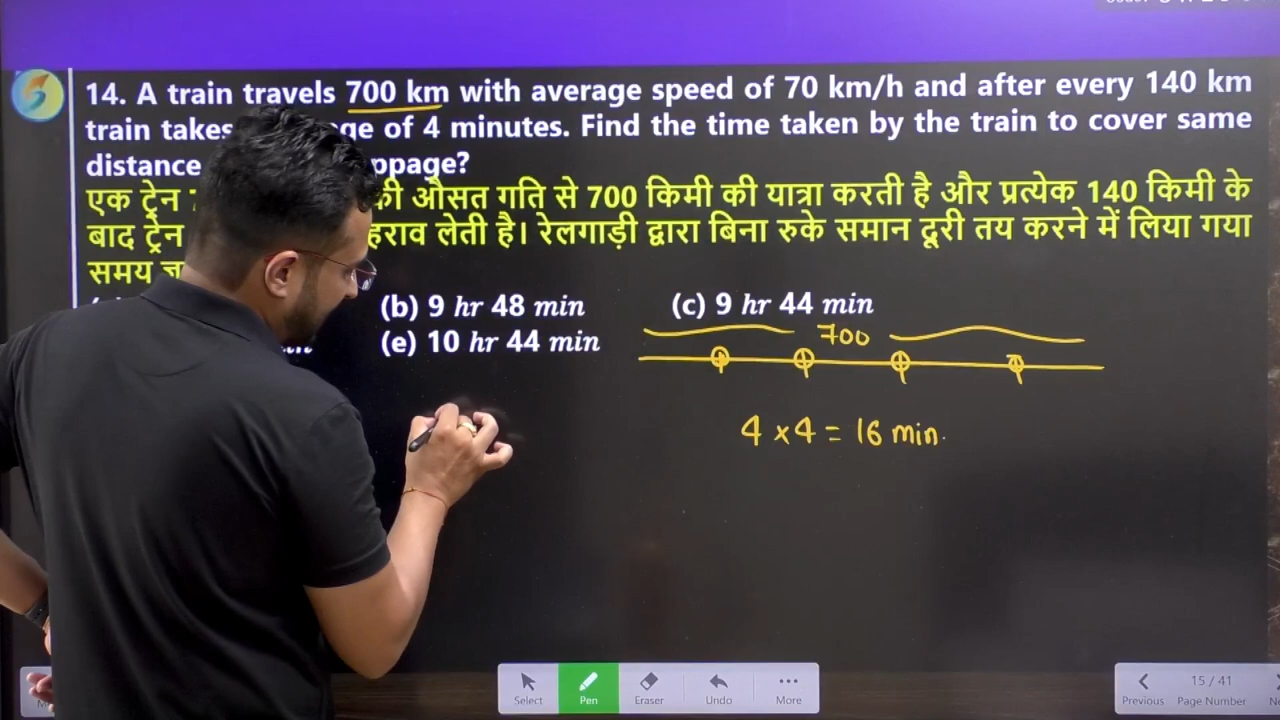 14. A train travels 700 km with average speed of 70 km/h and after every 140 km
train takes ge of 4 minutes. Find the time taken by the train to cover same
distance ppage?
एक ट्रेन की औसत गति से 700 किमी की यात्रा करती है और प्रत्येक 140 किमी के
बाद ट्रेन हराव लेती है। रेलगाड़ी द्वारा बिना रुके समान दूरी तय करने में लिया गया
समय
(b) 9 hr 48 min (c) 9 hr 44 min
(e) 10 hr 44 min
700
4 × 4 = 16 min.
Select Pen Eraser Undo More
Previous 15 / 41 Page Number